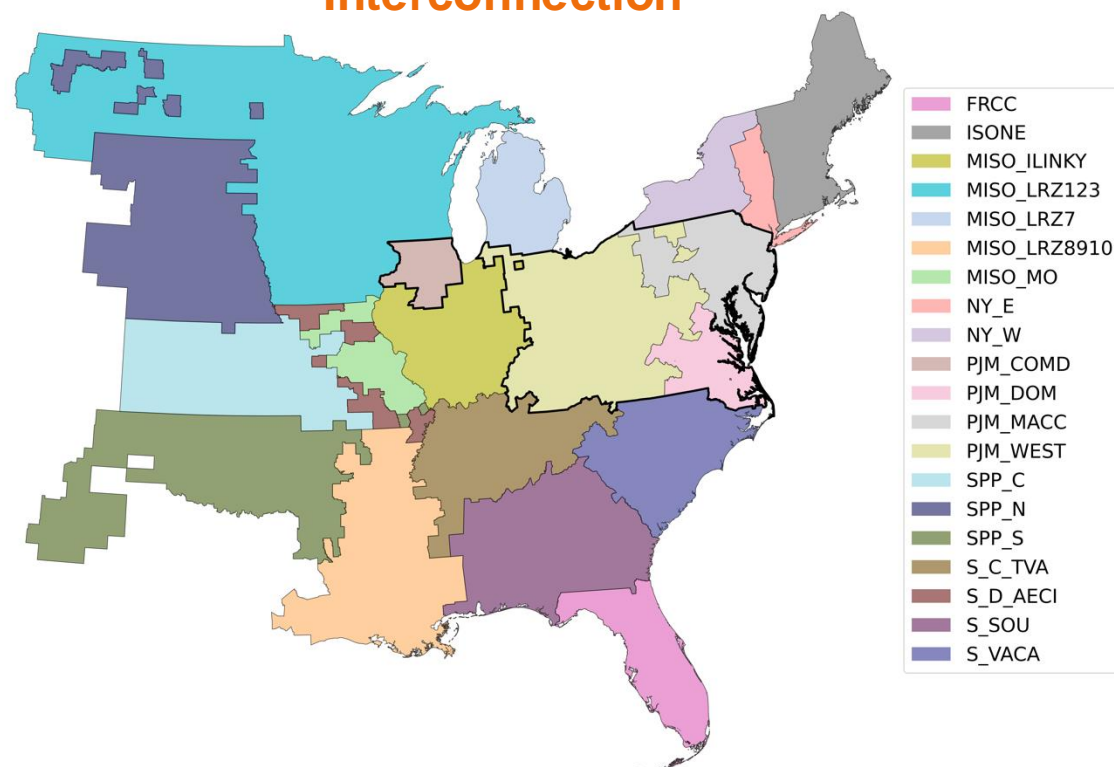 Interconnection
FRCC
ISONE
MISO_ILINKY
MISO_LRZ123
MISO_LRZ7
MISO_LRZ8910
MISO_MO
NY_E
NY_W
PJM_COMD
PJM_DOM
PJM_MACC
PJM_WEST
SPP_C
SPP_N
SPP_S
S_C_TVA
S_D_AECI
S_SOU
S_VACA